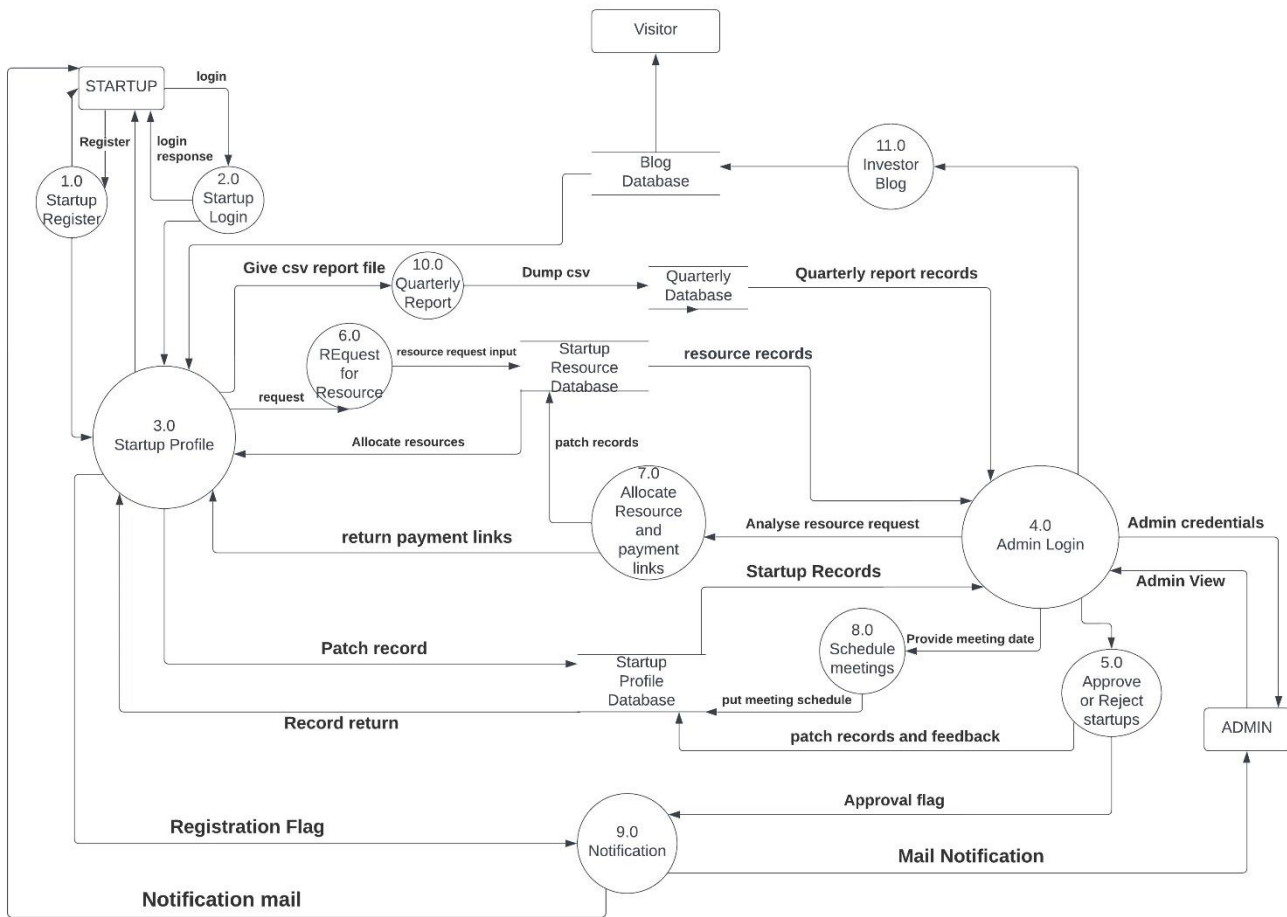 Visitor
STARTUP
login
Register
login
response
1.0
Startup
Register
2.0
Startup
Login
Blog
Database
11.0
Investor
Blog
Give csv report file
10.0
Quarterly
Report
Dump csv
Quarterly
Database
Quarterly report records
6.0
REquest
for
Resource
resource request input
Startup
Resource
Database
resource records
request
3.0
Startup Profile
Allocate resources
patch records
7.0
Allocate
Resource
and
payment
links
Analyse resource request
4.0
Admin Login
Admin credentials
return payment links
Startup Records
Admin View
Patch record
Startup
Profile
Database
8.0
Schedule
meetings
Provide meeting date
5.0
Approve
or Reject
startups
put meeting schedule
Record return
patch records and feedback
ADMIN
Approval flag
Registration Flag
9.0
Notification
Mail Notification
Notification mail